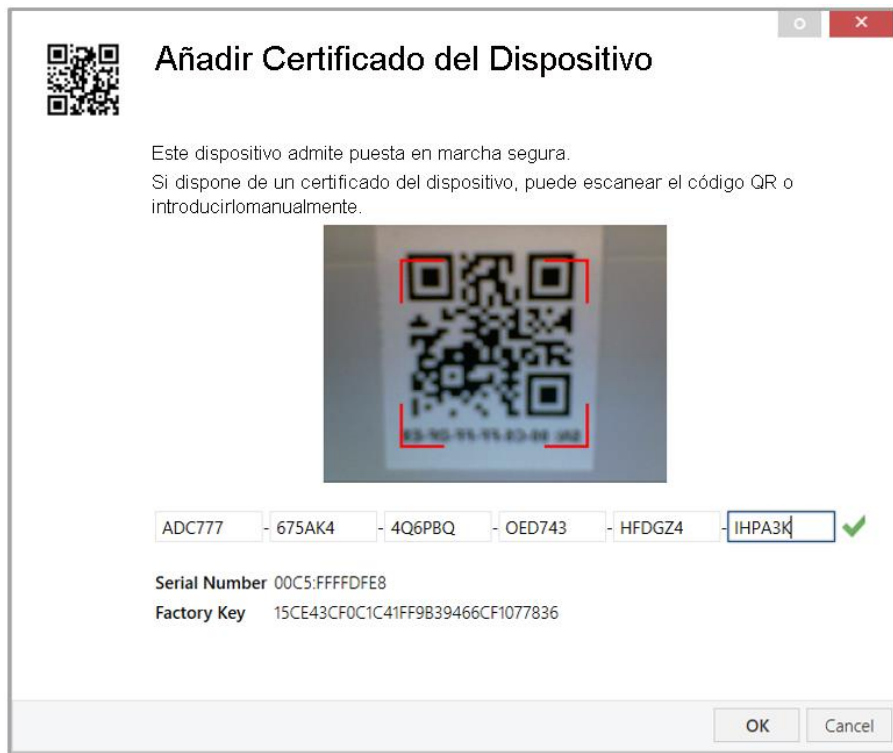 Añadir Certificado del Dispositivo
Este dispositivo admite puesta en marcha segura.
Si dispone de un certificado del dispositivo, puede escanear el código QR o
introducirlomanualmente.
ADC777 - 675AK4 - 4Q6PBQ - OED743 - HFDGZ4 - IHPA3K
Serial Number 00C5:FFFFDFE8
Factory Key 15CE43CF0C1C41FF9B39466CF1077836
OK Cancel